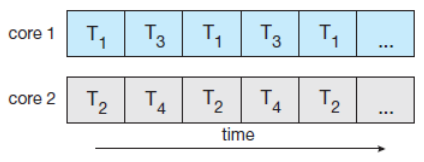 core 1 T1 T3 T1 T3 T1 ...
core 2 T2 T4 T2 T4 T2 ...
time